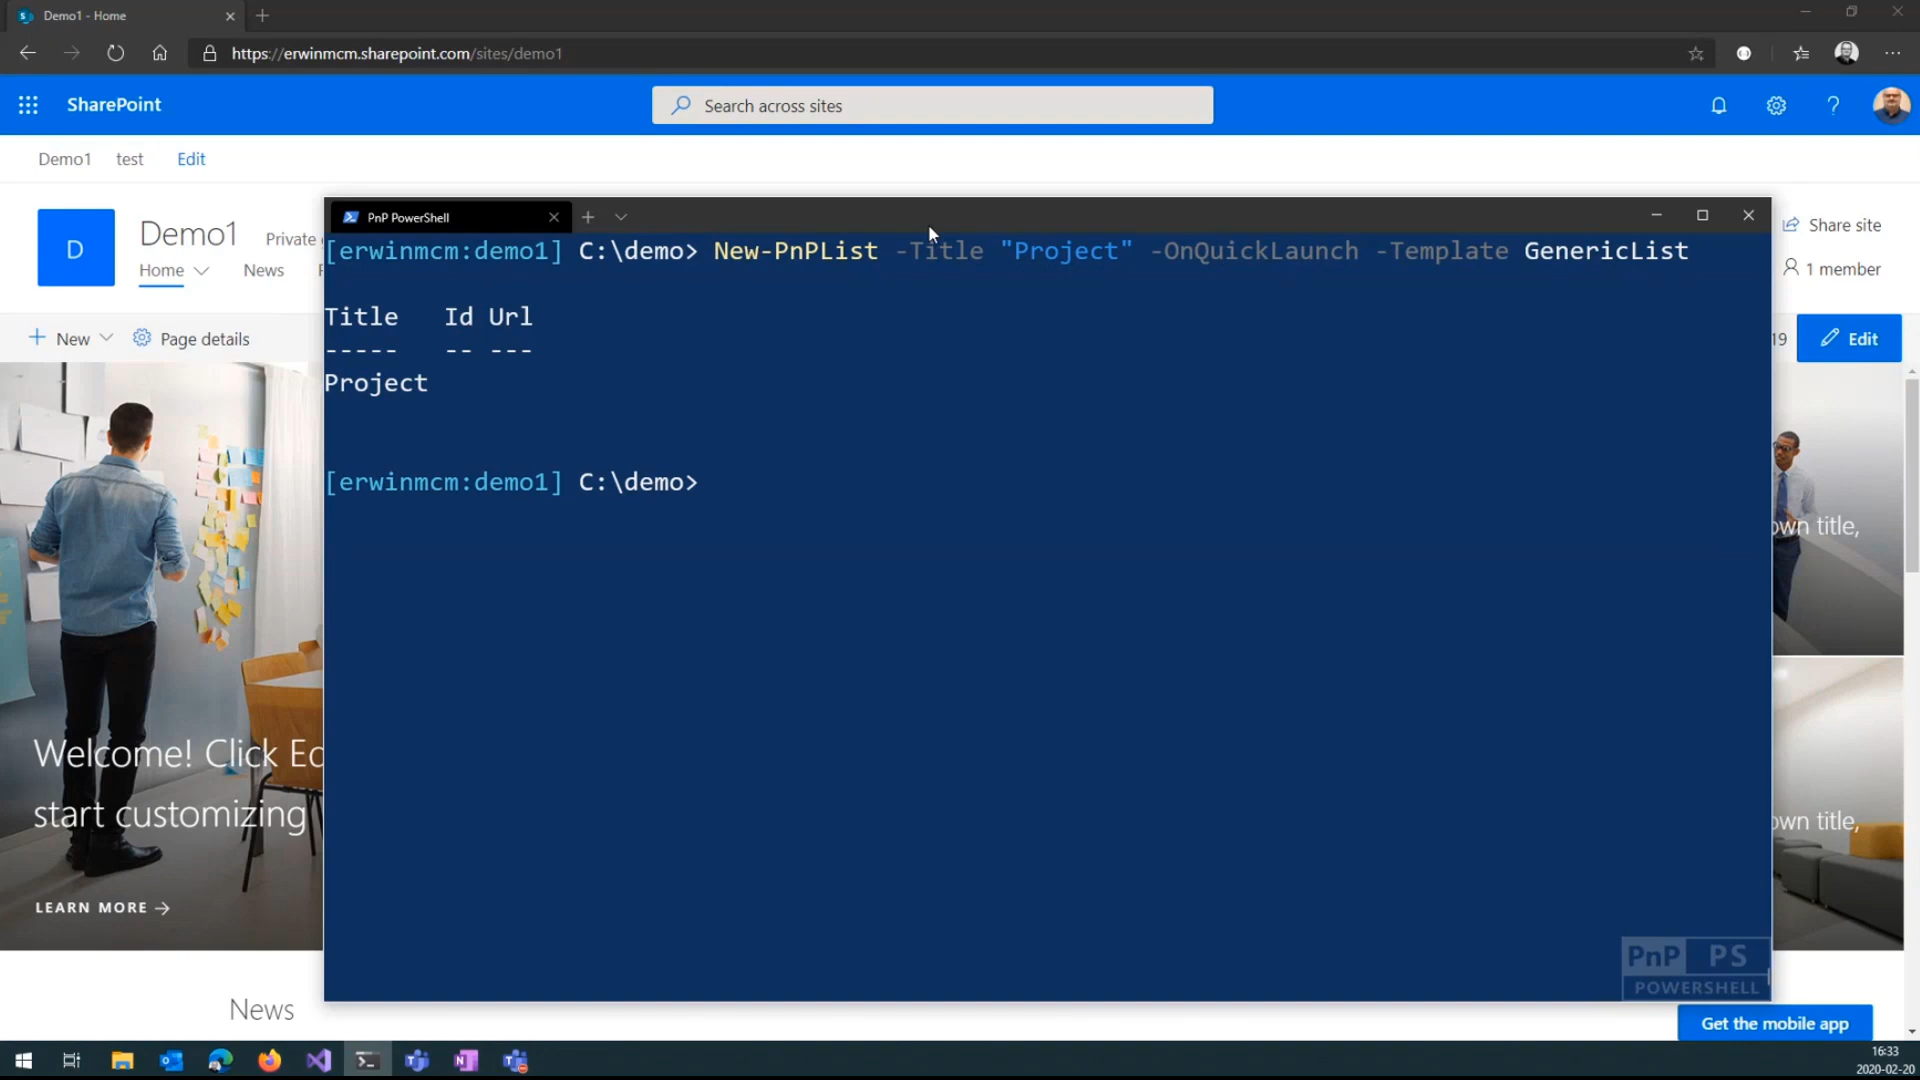 Demo1 - Home
https://erwinmcm.sharepoint.com/sites/demo1
SharePoint
Search across sites
Demo1 test Edit
D
Demo1 Private
Home News
Share site
1 member
New Page details
19 Edit
PnP PowerShell
[erwinmcm:demo1] C:\demo> New-PnPList -Title "Project" -OnQuickLaunch -Template GenericList
Title Id Url
----- -- ---
Project
[erwinmcm:demo1] C:\demo>
own title,
Welcome! Click Ed
start customizing
own title,
LEARN MORE →
PnP PS
POWERSHELL
News
Get the mobile app
16:33
2020-02-20